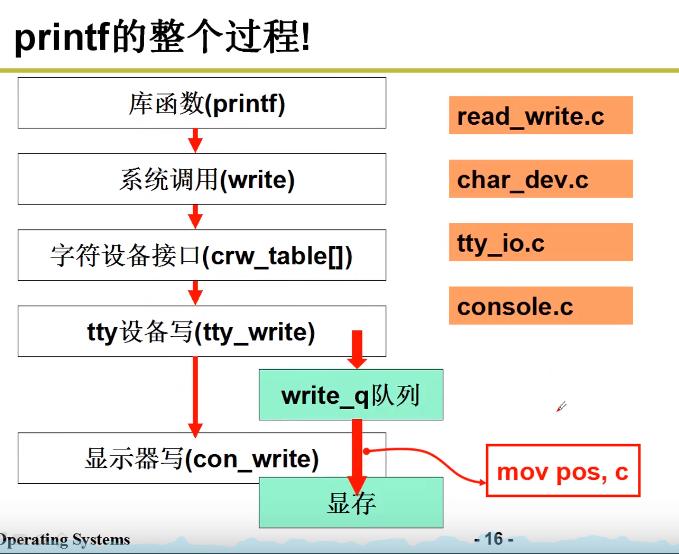 printf的整个过程!
库函数(printf)
系统调用(write)
字符设备接口(crw_table[])
tty设备写(tty_write)
write_q队列
显示器写(con_write)
显存
read_write.c
char_dev.c
tty_io.c
console.c
mov pos, c
Operating Systems
- 16 -